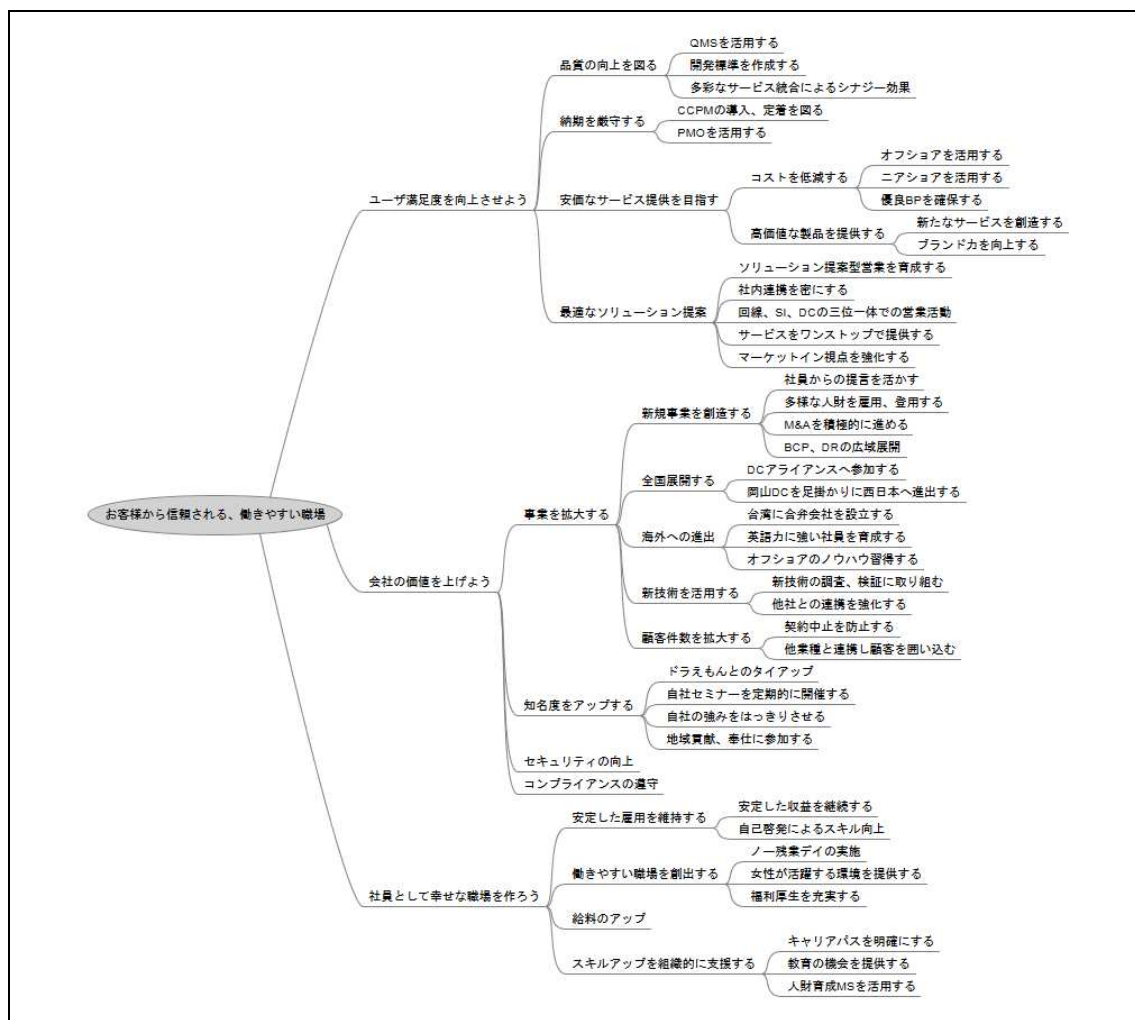 お客様から信頼される、働きやすい職場
ユーザ満足度を向上させよう
品質の向上を図る
QMSを活用する
開発標準を作成する
多彩なサービス統合によるシナジー効果
納期を厳守する
CCPMの導入、定着を図る
PMOを活用する
安価なサービス提供を目指す
コストを低減する
オフショアを活用する
ニアショアを活用する
優良BPを確保する
高価値な製品を提供する
新たなサービスを創造する
ブランド力を向上する
最適なソリューション提案
ソリューション提案型営業を育成する
社内連携を密にする
回線、SI、DCの三位一体での営業活動
サービスをワンストップで提供する
マーケットイン視点を強化する
会社の価値を上げよう
事業を拡大する
新規事業を創造する
社員からの提言を活かす
多様な人財を雇用、登用する
M&Aを積極的に進める
BCP、DRの広域展開
全国展開する
DCアライアンスへ参加する
岡山DCを足掛かりに西日本へ進出する
海外への進出
台湾に合弁会社を設立する
英語力に強い社員を育成する
オフショアのノウハウ習得する
新技術を活用する
新技術の調査、検証に取り組む
他社との連携を強化する
顧客件数を拡大する
契約中止を防止する
他業種と連携し顧客を囲い込む
知名度をアップする
ドラえもんとのタイアップ
自社セミナーを定期的に開催する
自社の強みをはっきりさせる
地域貢献、奉仕に参加する
セキュリティの向上
コンプライアンスの遵守
社員として幸せな職場を作ろう
安定した雇用を維持する
安定した収益を継続する
自己啓発によるスキル向上
働きやすい職場を創出する
ノー残業デイの実施
女性が活躍する環境を提供する
福利厚生を充実する
給料のアップ
スキルアップを組織的に支援する
キャリアパスを明確にする
教育の機会を提供する
人財育成MSを活用する